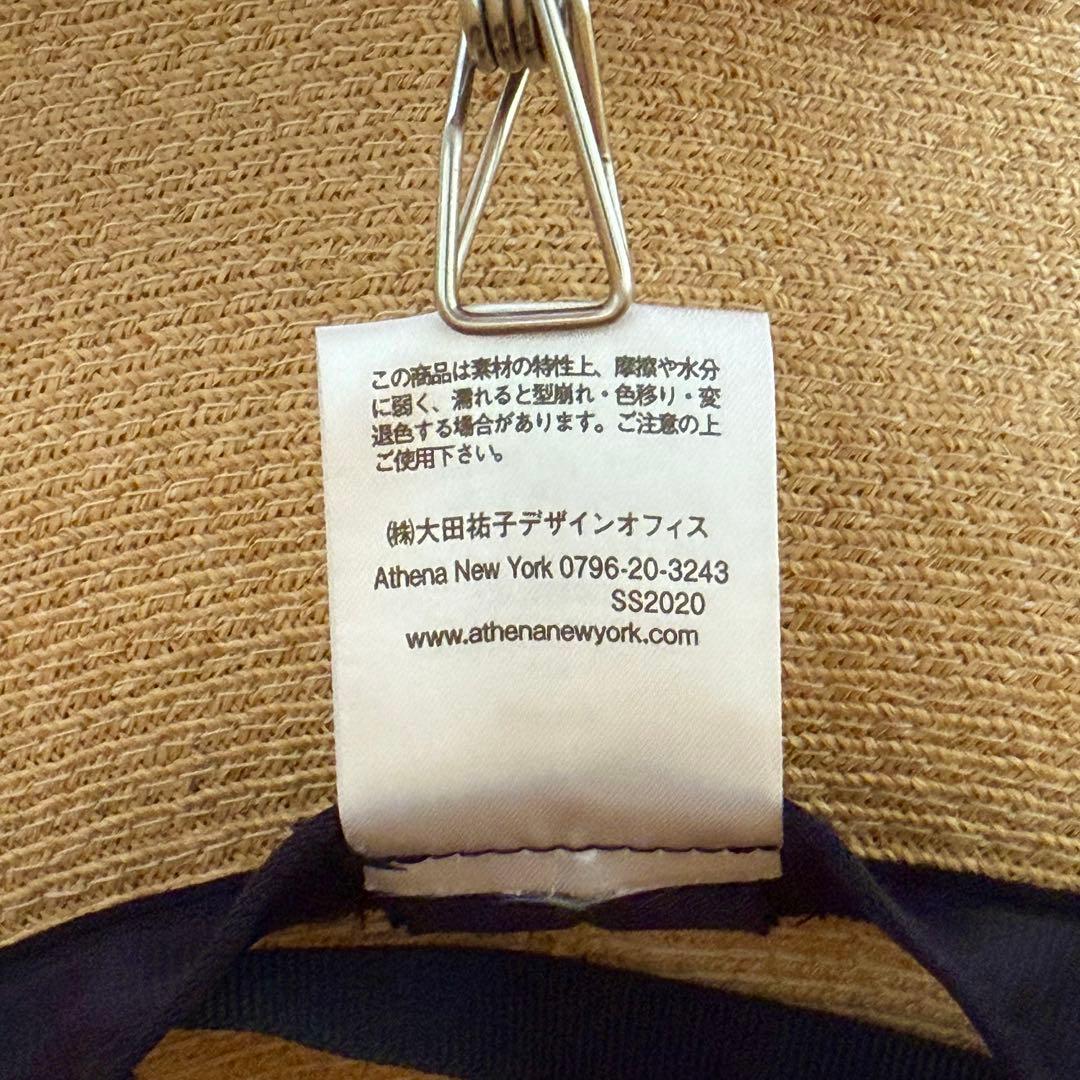 この商品は素材の特性上、摩擦や水分
に弱く、濡れると型崩れ・色移り・変
退色する場合があります。ご注意の上
ご使用下さい。
㈱大田祐子デザインオフィス
Athena New York 0796-20-3243
SS2020
www.athenanewyork.com